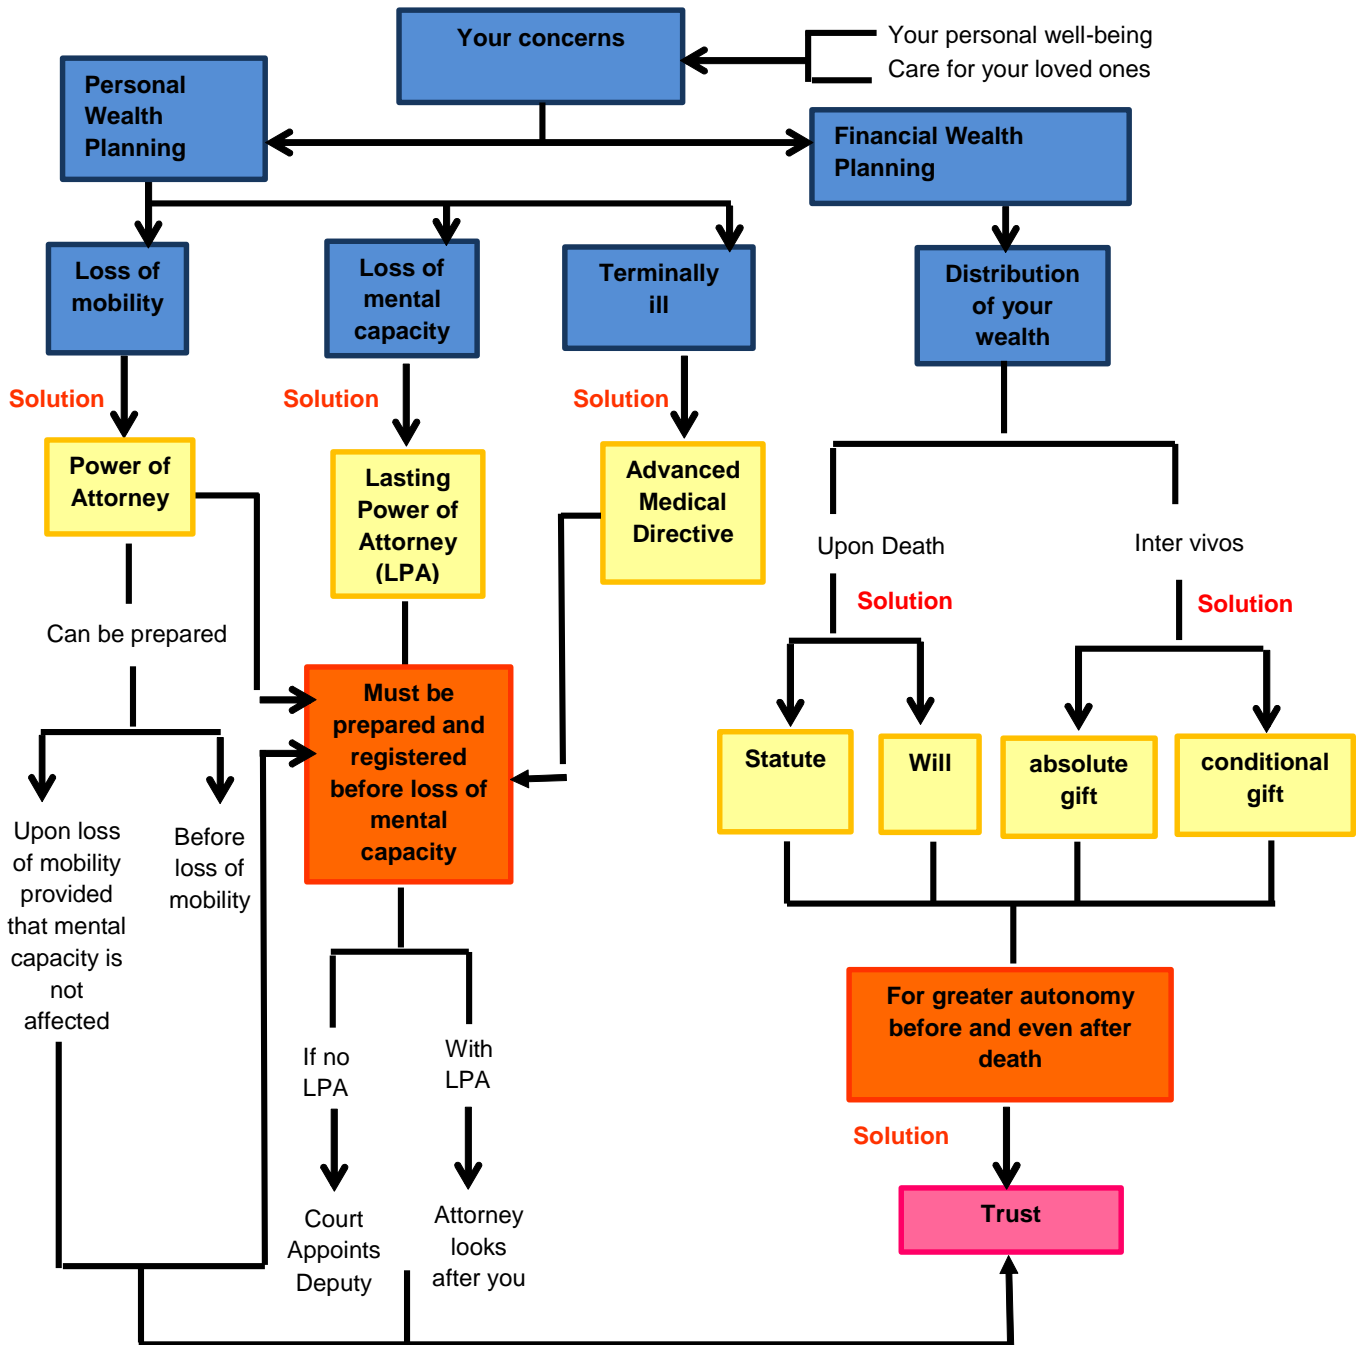 Your concerns
Your personal well-being
Care for your loved ones
Personal
Wealth
Planning
Financial Wealth
Planning
Loss of
mobility
Loss of
mental
capacity
Terminally
ill
Distribution
of your
wealth
Solution
Solution
Solution
Power of
Attorney
Lasting
Power of
Attorney
(LPA)
Advanced
Medical
Directive
Upon Death
Inter vivos
Solution
Solution
Can be prepared
Must be
prepared and
registered
before loss of
mental
capacity
Statute
Will
absolute
gift
conditional
gift
Upon loss
of mobility
provided
that mental
capacity is
not
affected
Before
loss of
mobility
For greater autonomy
before and even after
death
If no
LPA
With
LPA
Solution
Court
Appoints
Deputy
Attorney
looks
after you
Trust